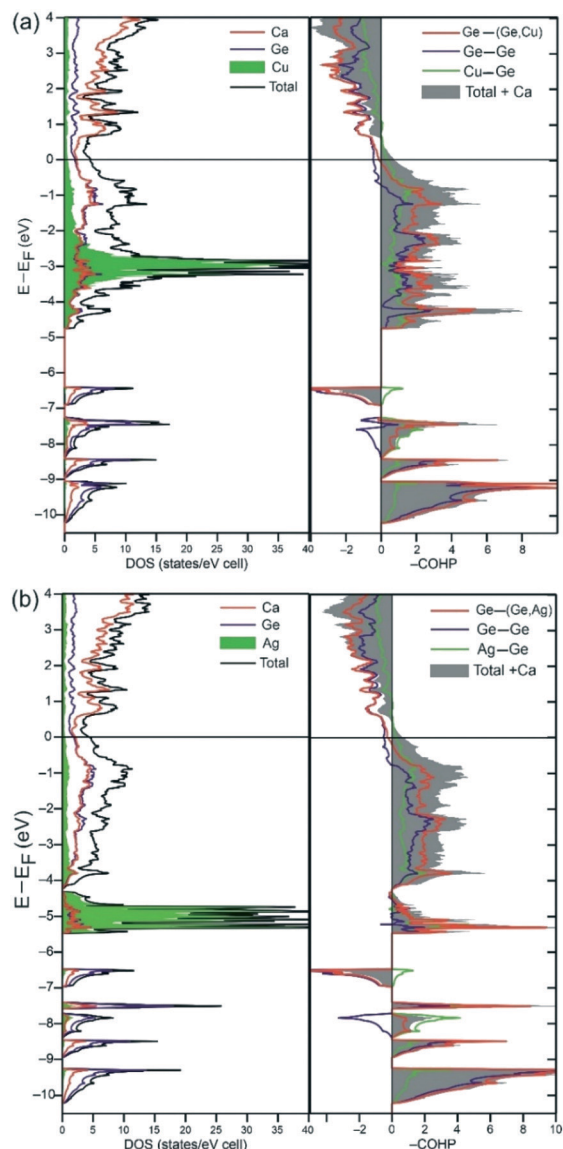 (a)
4
3
2
1
0
−1
−2
−3
−4
−5
−6
−7
−8
−9
−10
E−EF (eV)
Ca
Ge
Cu
Total
0 5 10 15 20 25 30 35 40
DOS (states/eV cell)
Ge—(Ge,Cu)
Ge—Ge
Cu—Ge
Total + Ca
−2 0 2 4 6 8
−COHP
(b)
4
3
2
1
0
−1
−2
−3
−4
−5
−6
−7
−8
−9
−10
E−EF (eV)
Ca
Ge
Ag
Total
0 5 10 15 20 25 30 35 40
DOS (states/eV cell)
Ge—(Ge,Ag)
Ge—Ge
Ag—Ge
Total +Ca
−4 −2 0 2 4 6 8 10
−COHP